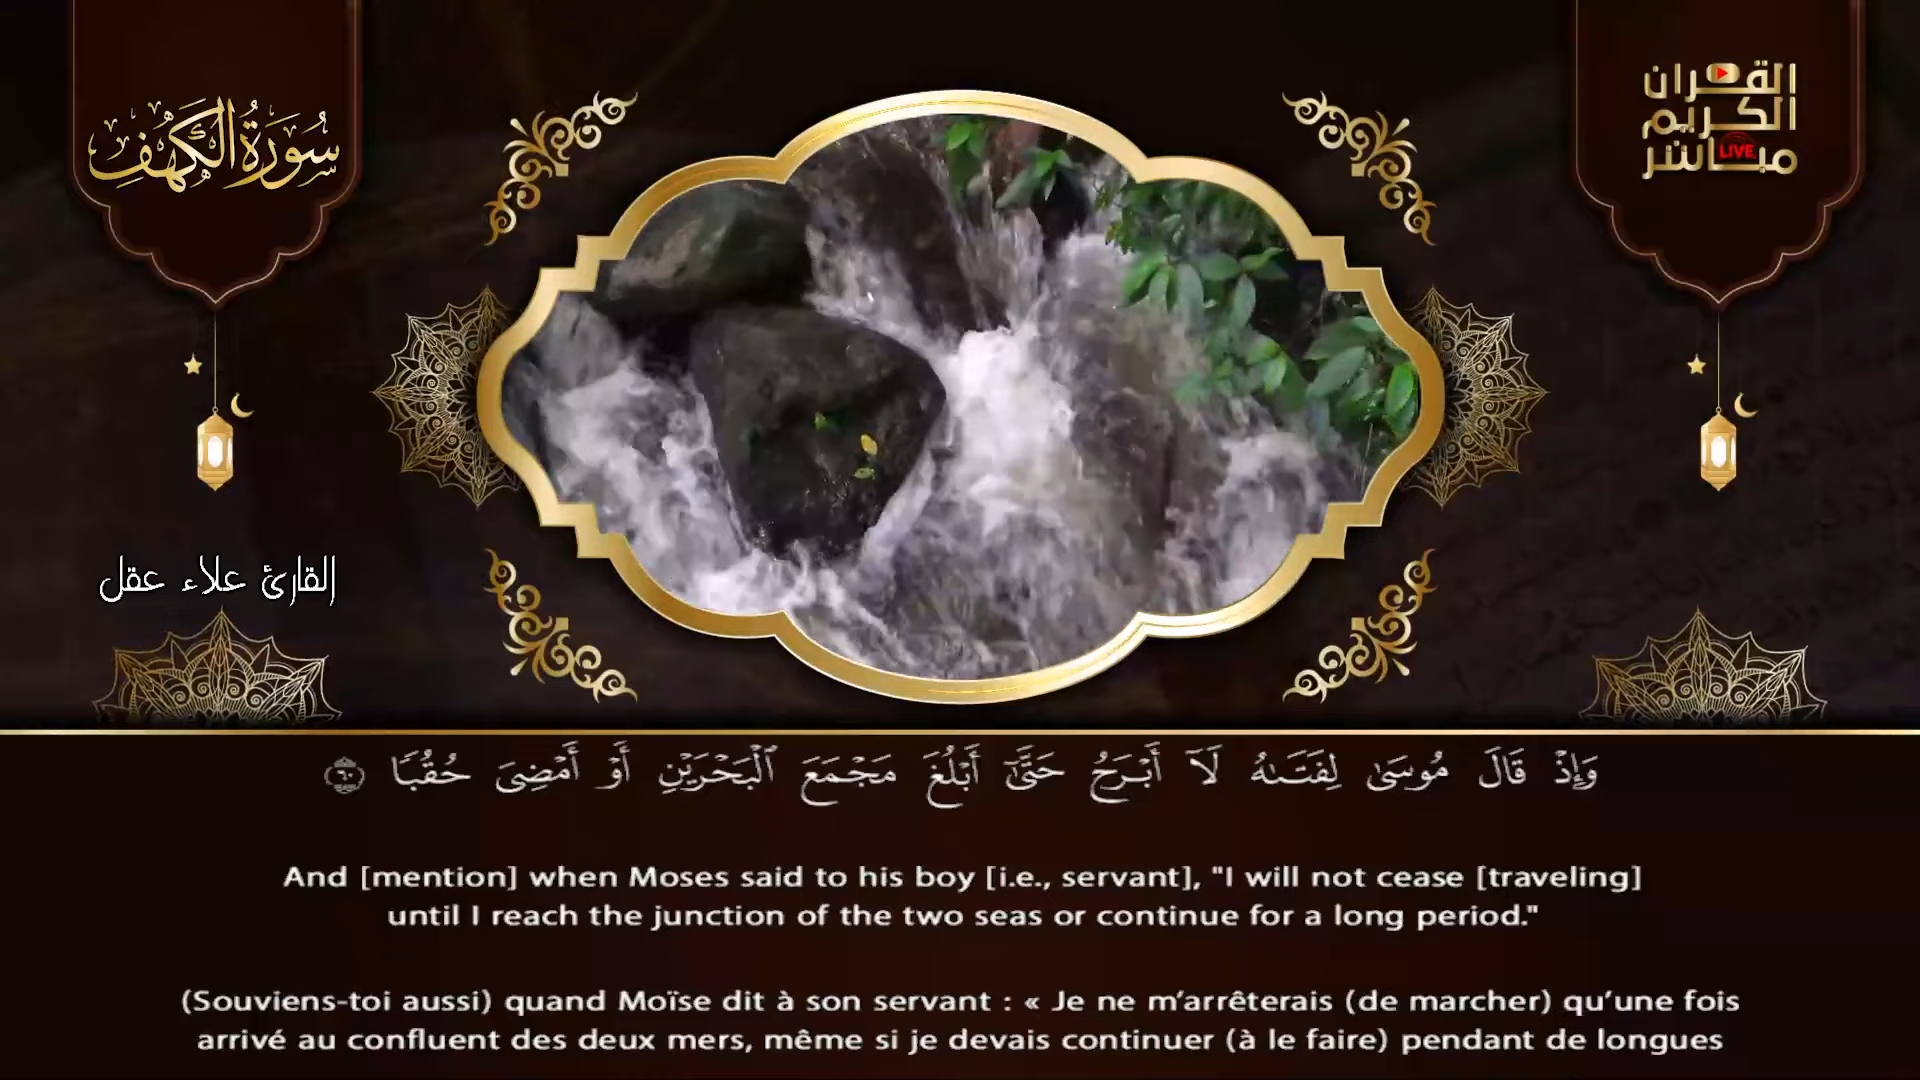 سُورَةُ الكَهْفِ
القرآن
الكريم
مباشر
LIVE
القارئ علاء عقل
وَإِذْ قَالَ مُوسَىٰ لِفَتَىٰهُ لَآ أَبْرَحُ حَتَّىٰٓ أَبْلُغَ مَجْمَعَ ٱلْبَحْرَيْنِ أَوْ أَمْضِىَ حُقُبًا ٦٠
And [mention] when Moses said to his boy [i.e., servant], "I will not cease [traveling]
until I reach the junction of the two seas or continue for a long period."
(Souviens-toi aussi) quand Moïse dit à son servant : « Je ne m’arrêterais (de marcher) qu’une fois
arrivé au confluent des deux mers, même si je devais continuer (à le faire) pendant de longues